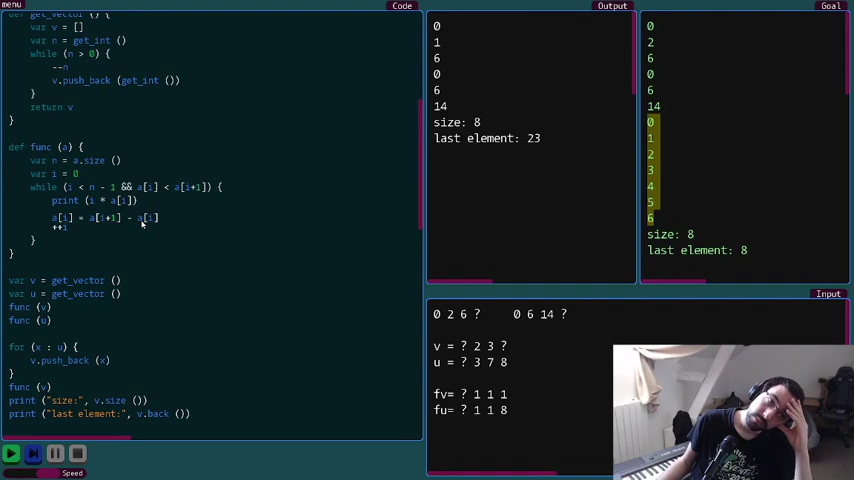 menu
Code
def get_vector () {
var v = []
var n = get_int ()
while (n > 0) {
--n
v.push_back (get_int ())
}
return v
}
def func (a) {
var n = a.size ()
var i = 0
while (i < n - 1 && a[i] < a[i+1]) {
print (i * a[i])
a[i] = a[i+1] - a[i]
++i
}
}
var v = get_vector ()
var u = get_vector ()
func (v)
func (u)
for (x : u) {
v.push_back (x)
}
func (v)
print ("size:", v.size ())
print ("last element:", v.back ())
Speed
Output
0
1
6
0
6
14
size: 8
last element: 23
Goal
0
2
6
0
6
14
0
1
2
3
4
5
6
size: 8
last element: 8
Input
0 2 6 ? 0 6 14 ?
v = ? 2 3 ?
u = ? 3 7 8
fv= ? 1 1 1
fu= ? 1 1 8